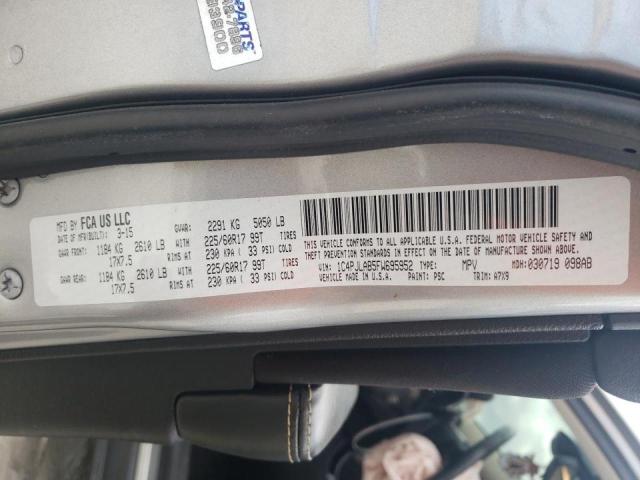 PARTS
MFD BY FCA US LLC
DATE OF MFR(BUILT): 3-15 GVWR: 2291 KG 5050 LB
GAWR FRONT: 1184 KG 2610 LB WITH 225/60R17 99T TIRES
17X7.5 RIMS AT 230 KPA ( 33 PSI) COLD
GAWR REAR: 1184 KG 2610 LB WITH 225/60R17 99T TIRES
17X7.5 RIMS AT 230 KPA ( 33 PSI) COLD
THIS VEHICLE CONFORMS TO ALL APPLICABLE U.S.A. FEDERAL MOTOR VEHICLE SAFETY AND
THEFT PREVENTION STANDARDS IN EFFECT ON THE DATE OF MANUFACTURE SHOWN ABOVE.
VIN: 1C4PJLAB5FW695952 MPV MDH: 030719 098AB
VEHICLE MADE IN U.S.A. PAINT: PSC TRIM: A7X9